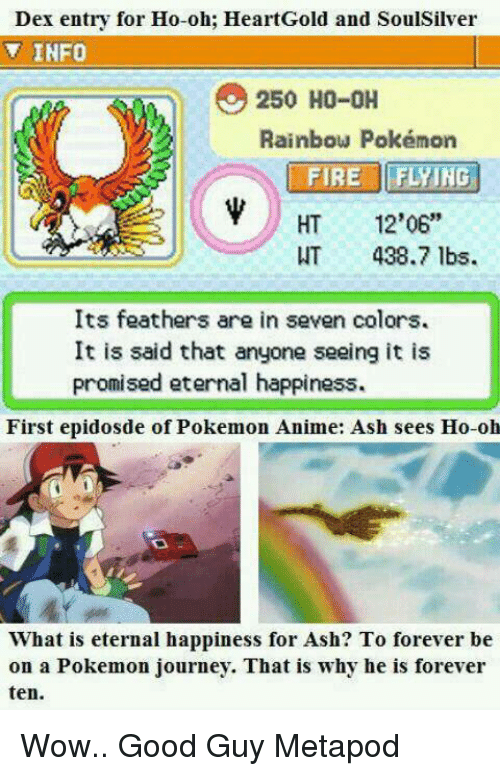 Dex entry for Ho-oh; HeartGold and SoulSilver
INFO
250 HO-OH
Rainbow Pokémon
FIRE FLYING
HT 12'06"
WT 438.7 lbs.
Its feathers are in seven colors.
It is said that anyone seeing it is
promised eternal happiness.
First epidosde of Pokemon Anime: Ash sees Ho-oh
What is eternal happiness for Ash? To forever be
on a Pokemon journey. That is why he is forever
ten.
Wow.. Good Guy Metapod